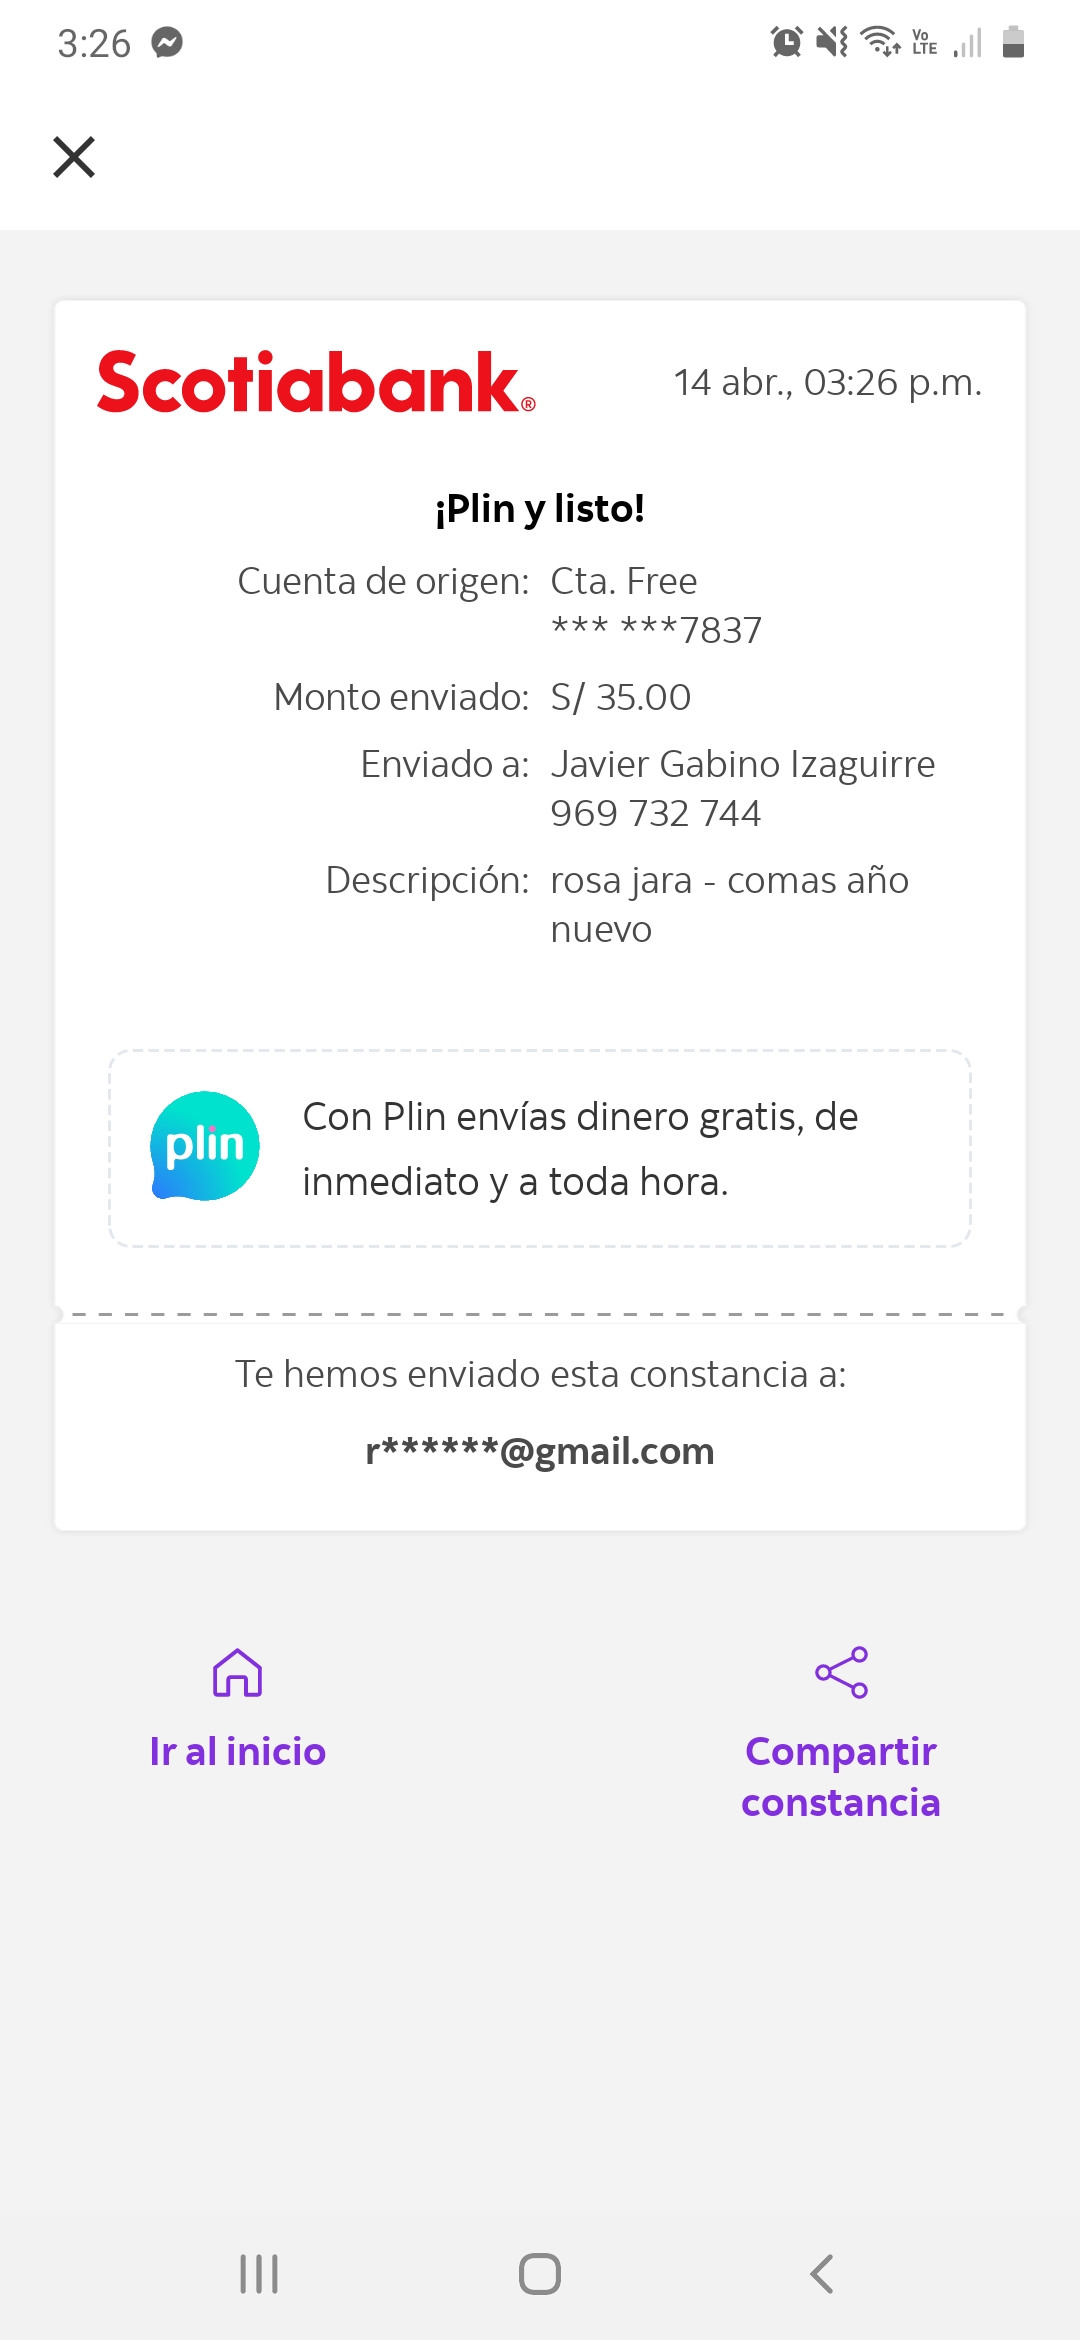 3:26
Vo
LTE
Scotiabank®
14 abr., 03:26 p.m.
¡Plin y listo!
Cuenta de origen: Cta. Free
*** ***7837
Monto enviado: S/ 35.00
Enviado a: Javier Gabino Izaguirre
969 732 744
Descripción: rosa jara - comas año
nuevo
plin
Con Plin envías dinero gratis, de
inmediato y a toda hora.
Te hemos enviado esta constancia a:
r******@gmail.com
Ir al inicio
Compartir
constancia